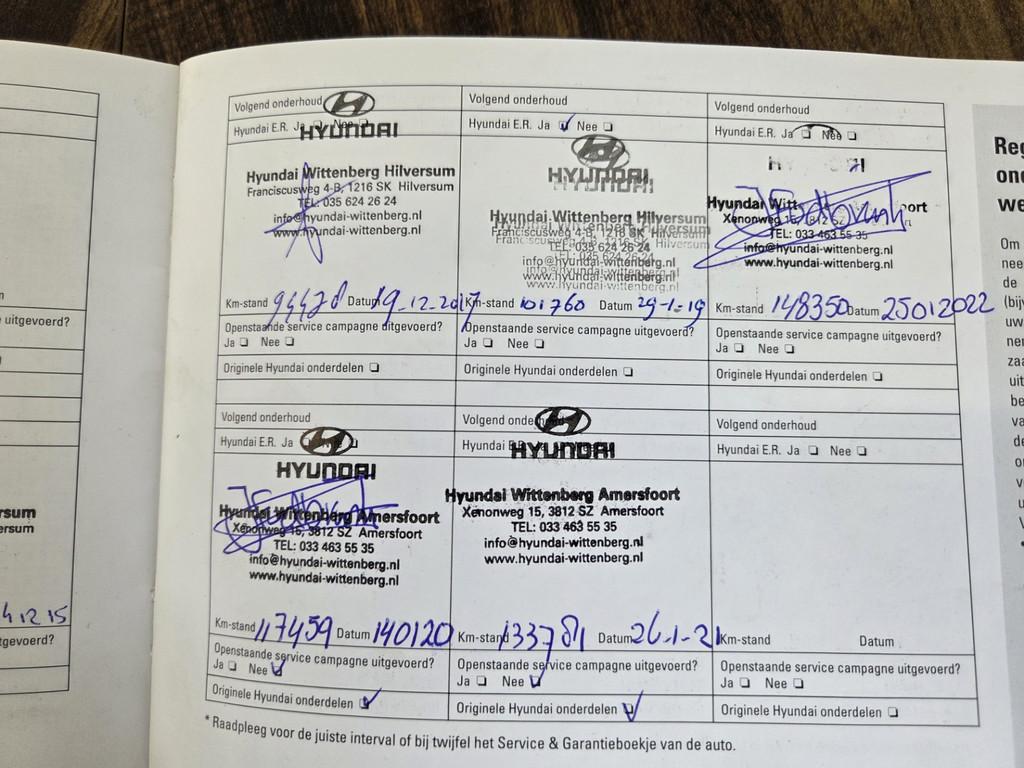 Volgend onderhoud
Hyundai E.R. Ja Nee
HYUNDAI
Hyundai Wittenberg Hilversum
Franciscusweg 4-B, 1216 SK Hilversum
TEL: 035 624 26 24
info@hyundai-wittenberg.nl
www.hyundai-wittenberg.nl
Km-stand 94478 Datum 19-12-2017
Openstaande service campagne uitgevoerd?
Ja ❏ Nee ❏
Originele Hyundai onderdelen ❏
Volgend onderhoud
Hyundai E.R. Ja ❏ Nee ❏
HYUNDAI
Hyundai Wittenberg Hilversum
Franciscusweg 4-B, 1216 SK Hilversum
TEL: 035 624 26 24
info@hyundai-wittenberg.nl
www.hyundai-wittenberg.nl
Km-stand 101760 Datum 29-1-19
Openstaande service campagne uitgevoerd?
Ja ❏ Nee ❏
Originele Hyundai onderdelen ❏
Volgend onderhoud
Hyundai E.R. Ja ❏ Nee ❏
Hyundai
Xenonweg 15, 3812 SZ
TEL: 033 463 55 35
info@hyundai-wittenberg.nl
www.hyundai-wittenberg.nl
Km-stand 148350 Datum 25012022
Openstaande service campagne uitgevoerd?
Ja ❏ Nee ❏
Originele Hyundai onderdelen ❏
Volgend onderhoud
Hyundai E.R. Ja
HYUNDAI
Hyundai Wittenberg Amersfoort
Xenonweg 15, 3812 SZ Amersfoort
TEL: 033 463 55 35
info@hyundai-wittenberg.nl
www.hyundai-wittenberg.nl
Km-stand 117459 Datum 140120
Openstaande service campagne uitgevoerd?
Ja ❏ Nee ❏
Originele Hyundai onderdelen ❏
Volgend onderhoud
Hyundai E.R.
HYUNDAI
Hyundai Wittenberg Amersfoort
Xenonweg 15, 3812 SZ Amersfoort
TEL: 033 463 55 35
info@hyundai-wittenberg.nl
www.hyundai-wittenberg.nl
Km-stand 133781 Datum 26-1-21
Openstaande service campagne uitgevoerd?
Ja ❏ Nee ❏
Originele Hyundai onderdelen ❏
Volgend onderhoud
Hyundai E.R. Ja ❏ Nee ❏
Km-stand Datum
Openstaande service campagne uitgevoerd?
Ja ❏ Nee ❏
Originele Hyundai onderdelen ❏
* Raadpleeg voor de juiste interval of bij twijfel het Service & Garantieboekje van de auto.
uitgevoerd?
12 15
Om
nee
de
(bij
uw